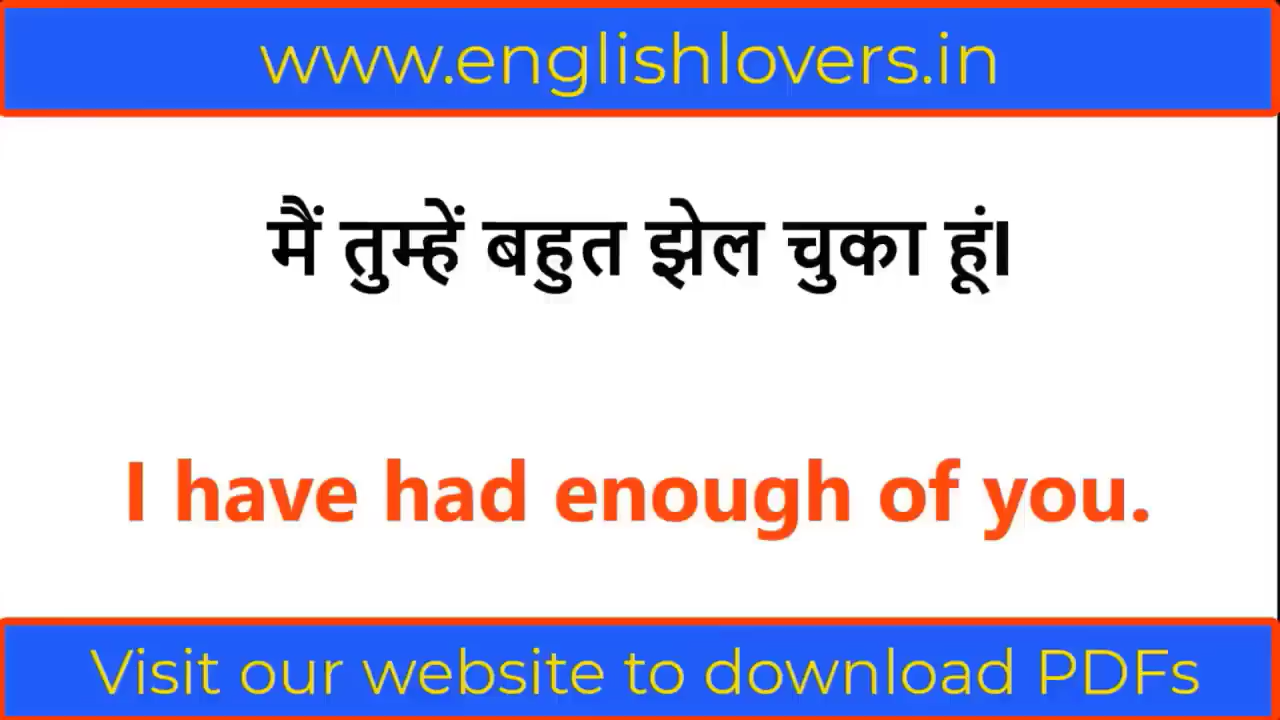 www.englishlovers.in
मैं तुम्हें बहुत झेल चुका हूं।
I have had enough of you.
Visit our website to download PDFs